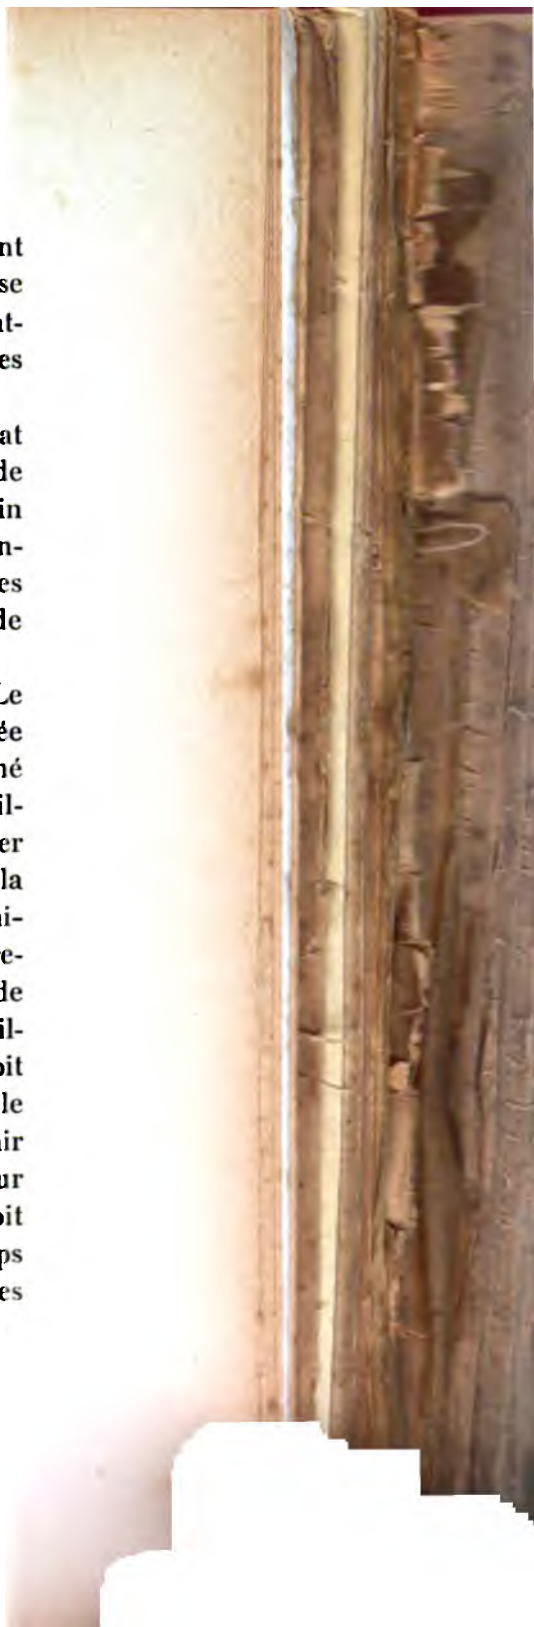 nt
se
at-
es
at
de
in
n-
es
de
Le
ée
né
il-
er
la
ni-
re-
de
il-
oit
le
ir
ur
oit
ps
es